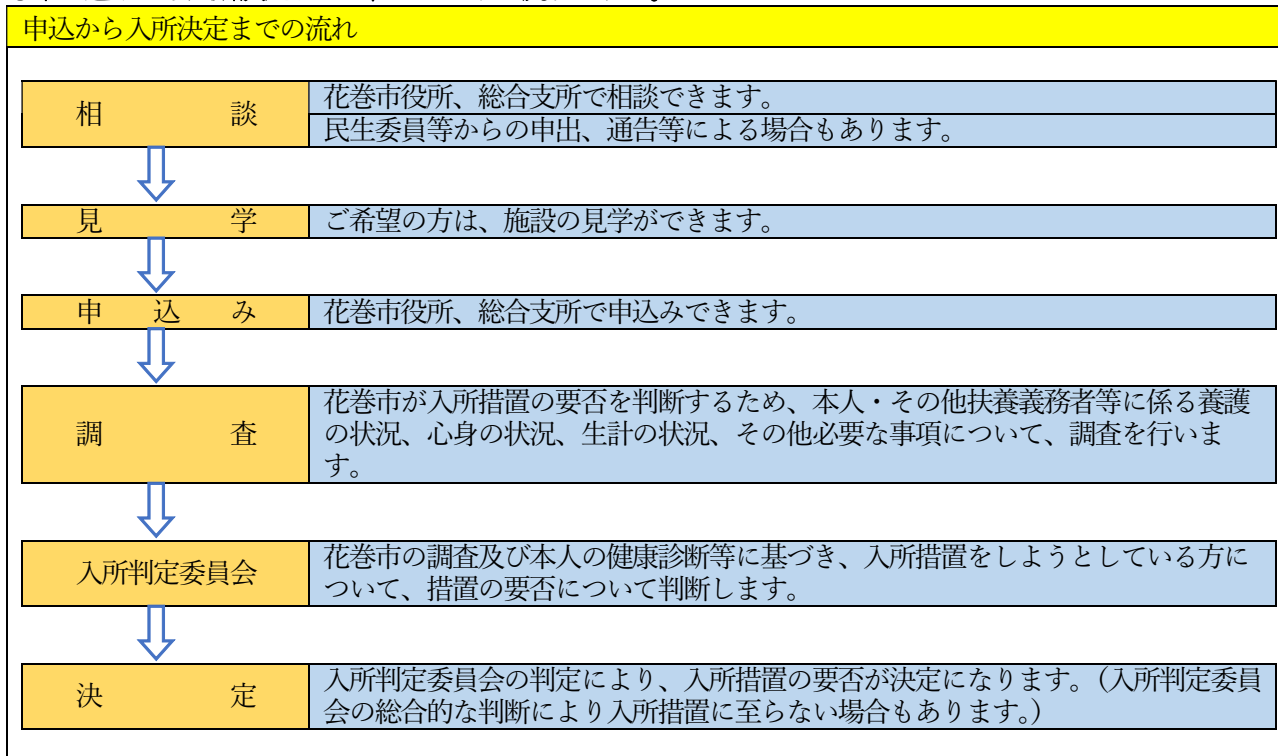 申込から入所決定までの流れ
相談
花巻市役所、総合支所で相談できます。
民生委員等からの申出、通告等による場合もあります。
見学
ご希望の方は、施設の見学ができます。
申込み
花巻市役所、総合支所で申込みできます。
調査
花巻市が入所措置の要否を判断するため、本人・その他扶養義務者等に係る養護
の状況、心身の状況、生計の状況、その他必要な事項について、調査を行いま
す。
入所判定委員会
花巻市の調査及び本人の健康診断等に基づき、入所措置をしようとしている方に
ついて、措置の要否について判断します。
決定
入所判定委員会の判定により、入所措置の要否が決定になります。（入所判定委員
会の総合的な判断により入所措置に至らない場合もあります。）